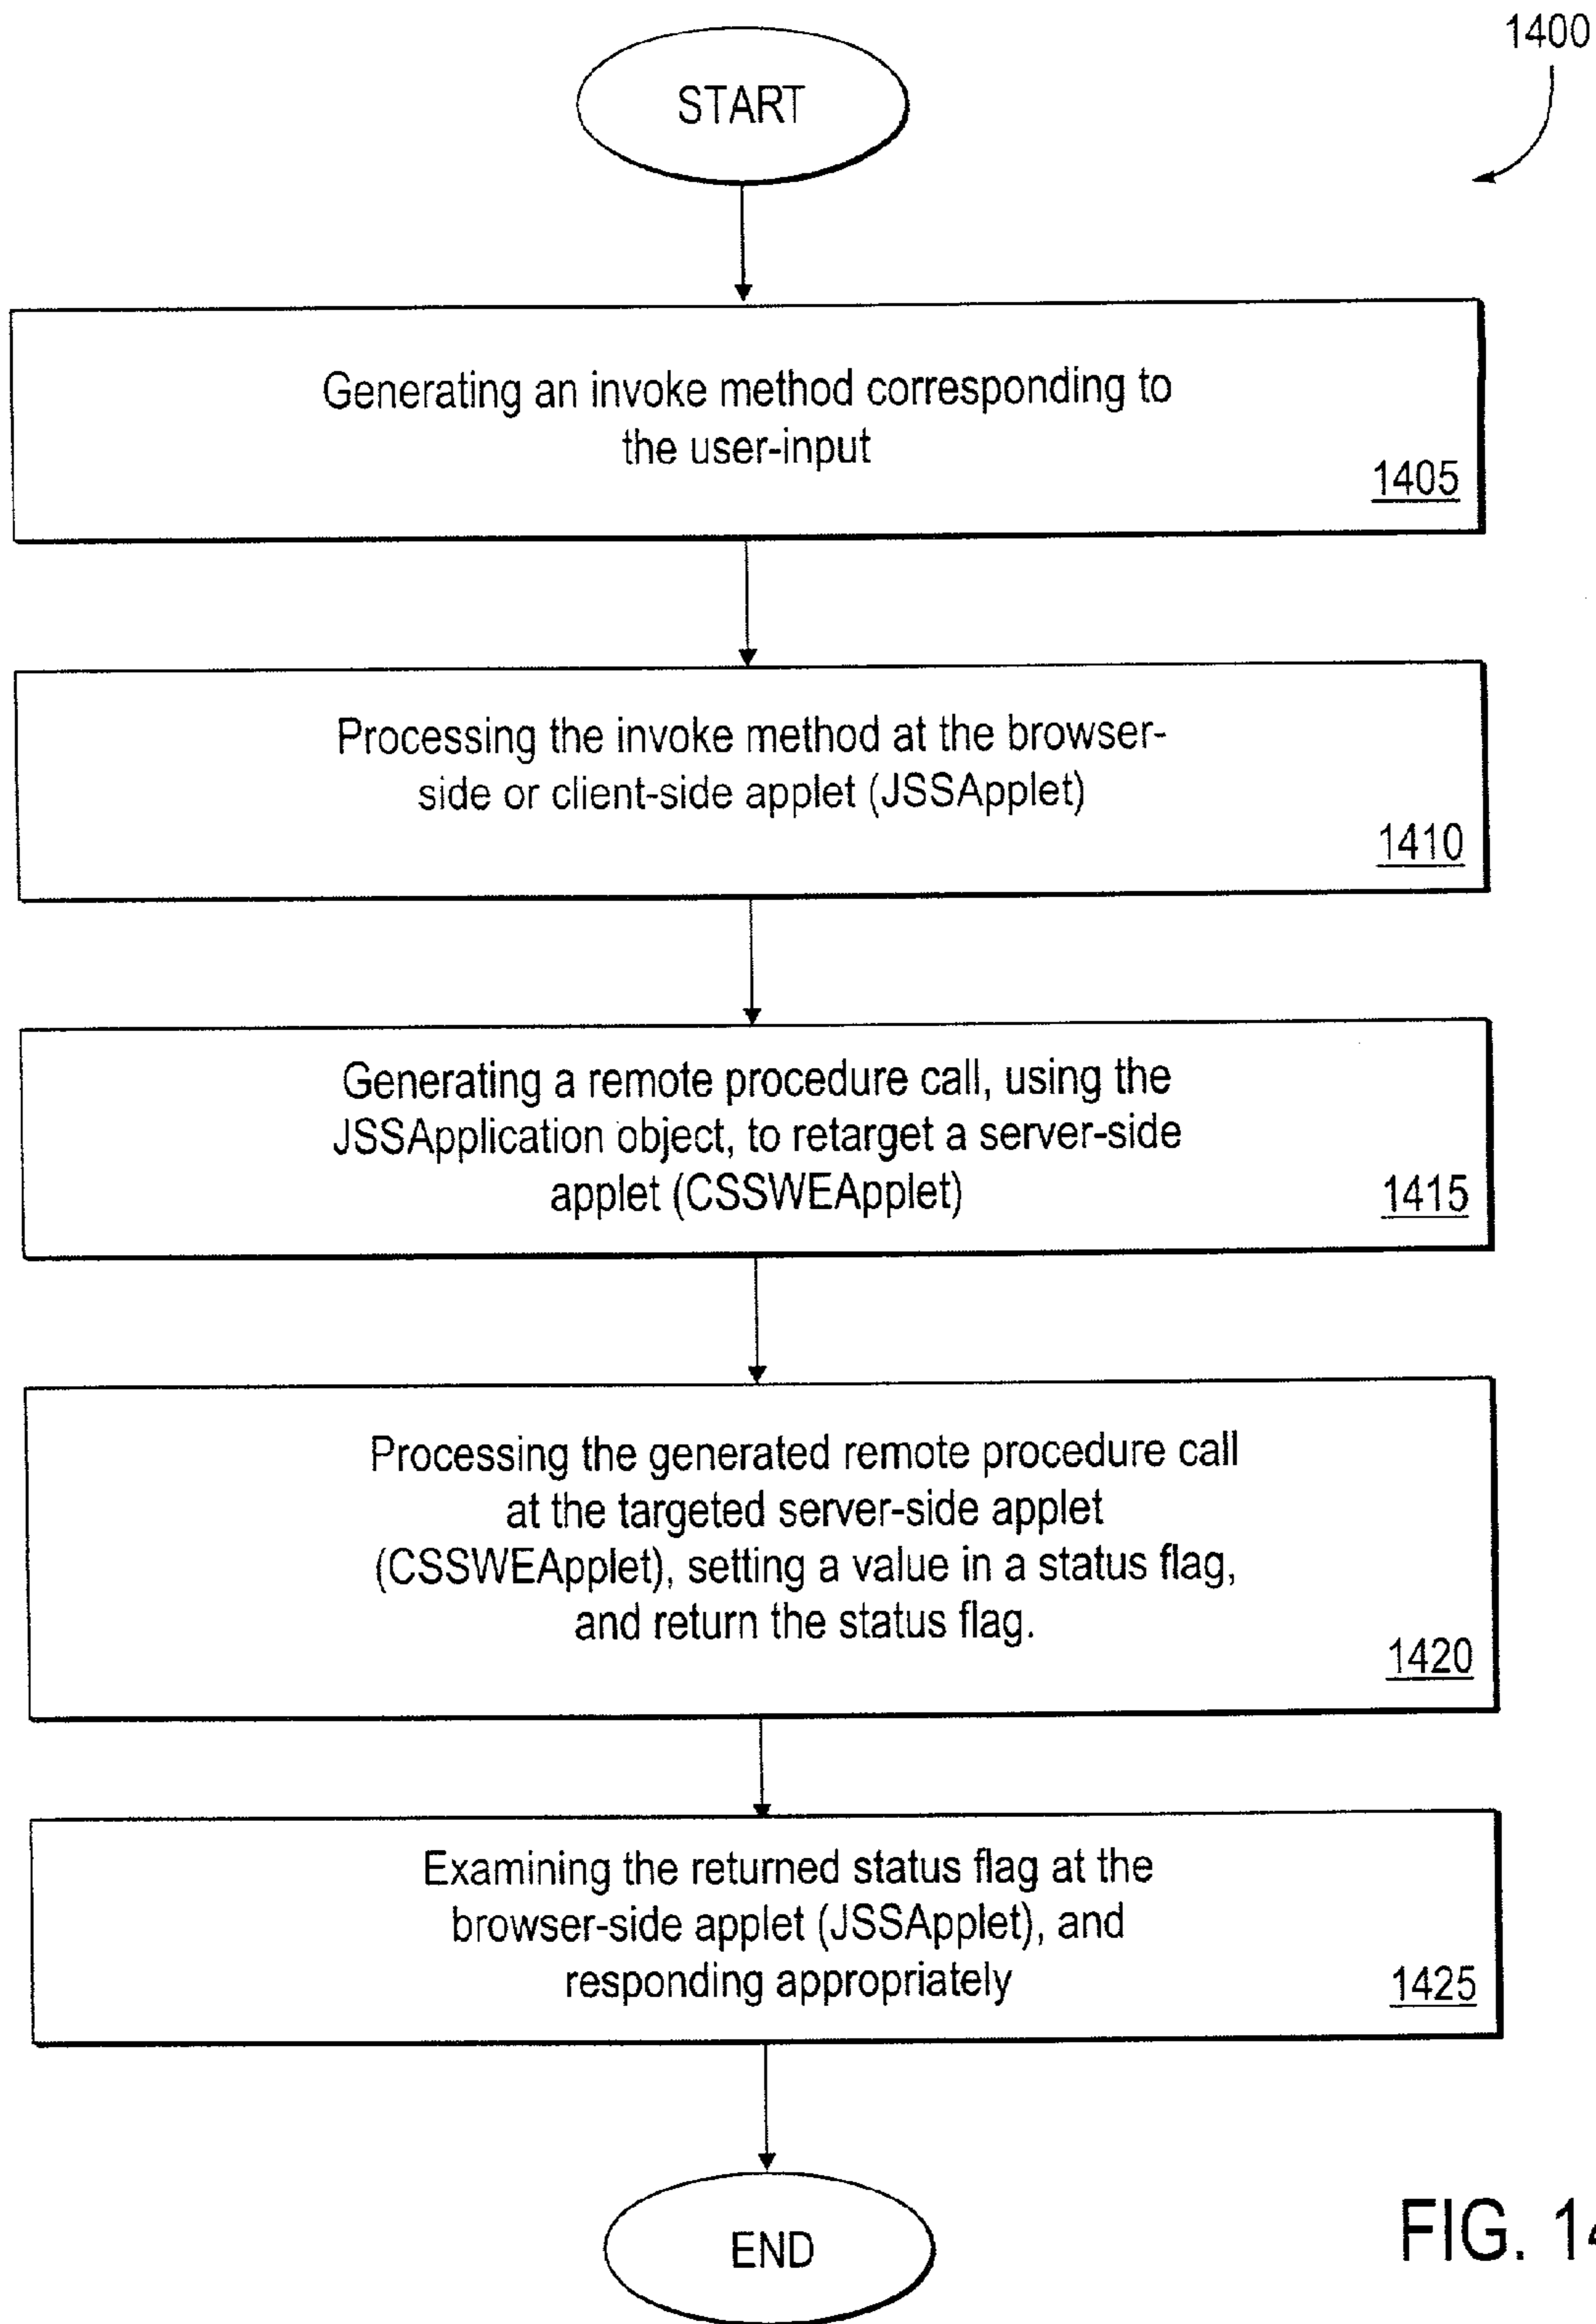 1400
START
Generating an invoke method corresponding to
the user-input
1405
Processing the invoke method at the browser-
side or client-side applet (JSSApplet)
1410
Generating a remote procedure call, using the
JSSApplication object, to retarget a server-side
applet (CSSWEApplet)
1415
Processing the generated remote procedure call
at the targeted server-side applet
(CSSWEApplet), setting a value in a status flag,
and return the status flag.
1420
Examining the returned status flag at the
browser-side applet (JSSApplet), and
responding appropriately
1425
END
FIG. 14